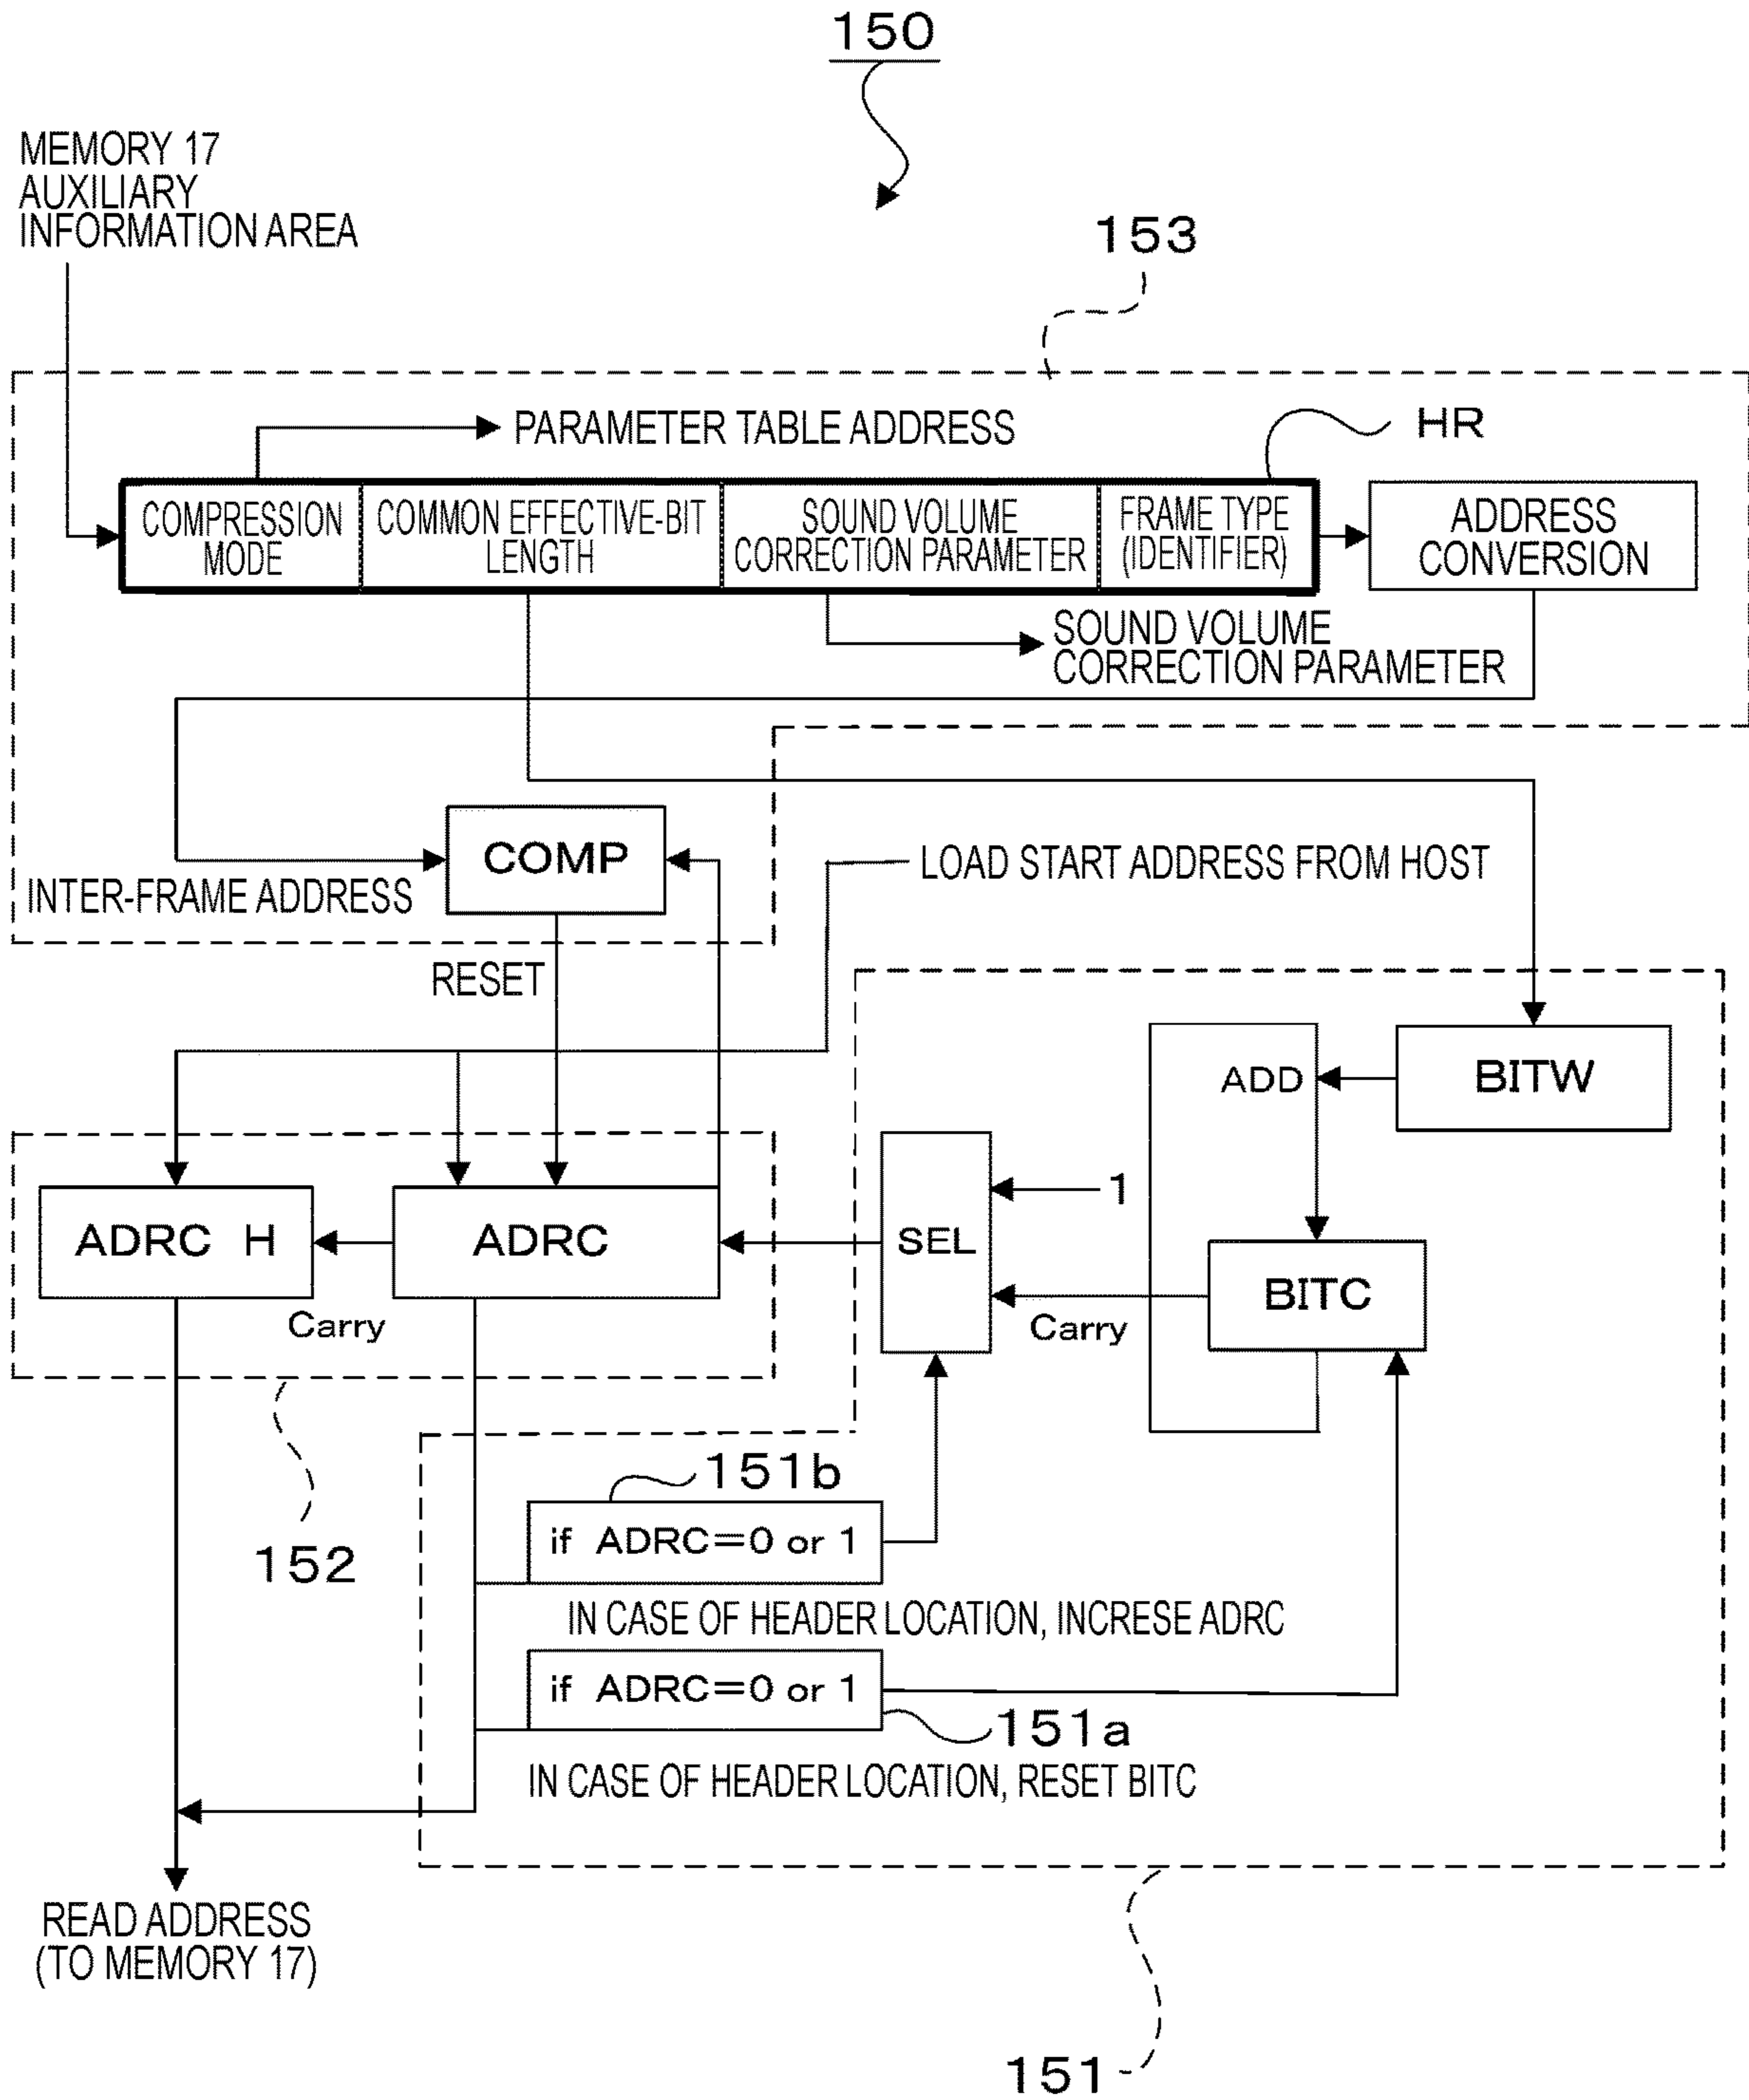 150
MEMORY 17
AUXILIARY
INFORMATION AREA
153
PARAMETER TABLE ADDRESS
HR
COMPRESSION
MODE
COMMON EFFECTIVE-BIT
LENGTH
SOUND VOLUME
CORRECTION PARAMETER
FRAME TYPE
(IDENTIFIER)
ADDRESS
CONVERSION
SOUND VOLUME
CORRECTION PARAMETER
COMP
LOAD START ADDRESS FROM HOST
INTER-FRAME ADDRESS
RESET
ADD
BITW
1
ADRC H
ADRC
SEL
BITC
Carry
Carry
151b
if ADRC=0 or 1
152
IN CASE OF HEADER LOCATION, INCRESE ADRC
if ADRC=0 or 1
151a
IN CASE OF HEADER LOCATION, RESET BITC
READ ADDRESS
(TO MEMORY 17)
151